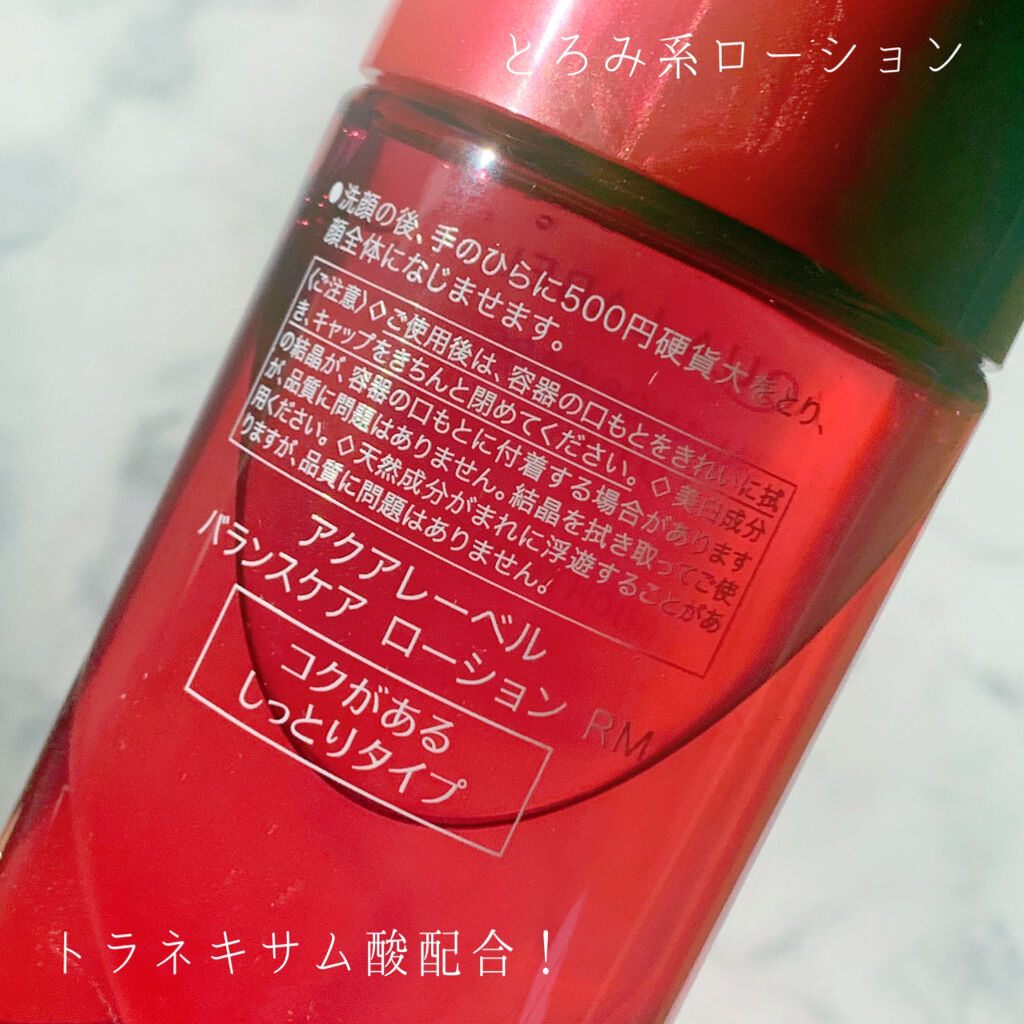 とろみ系ローション
●洗顔の後、手のひらに500円硬貨大をとり、
顔全体になじませます。
〈ご注意〉◇ご使用後は、容器の口もとをきれいに拭
き、キャップをきちんと閉めてください。◇美白成分
の結晶が、容器の口もとに付着する場合があります
が、品質に問題はありません。結晶を拭き取ってご使
用ください。◇天然成分がまれに浮遊することがあ
りますが、品質に問題はありません。
アクアレーベル
バランスケア ローション RM
コクがある
しっとりタイプ
トラネキサム酸配合！